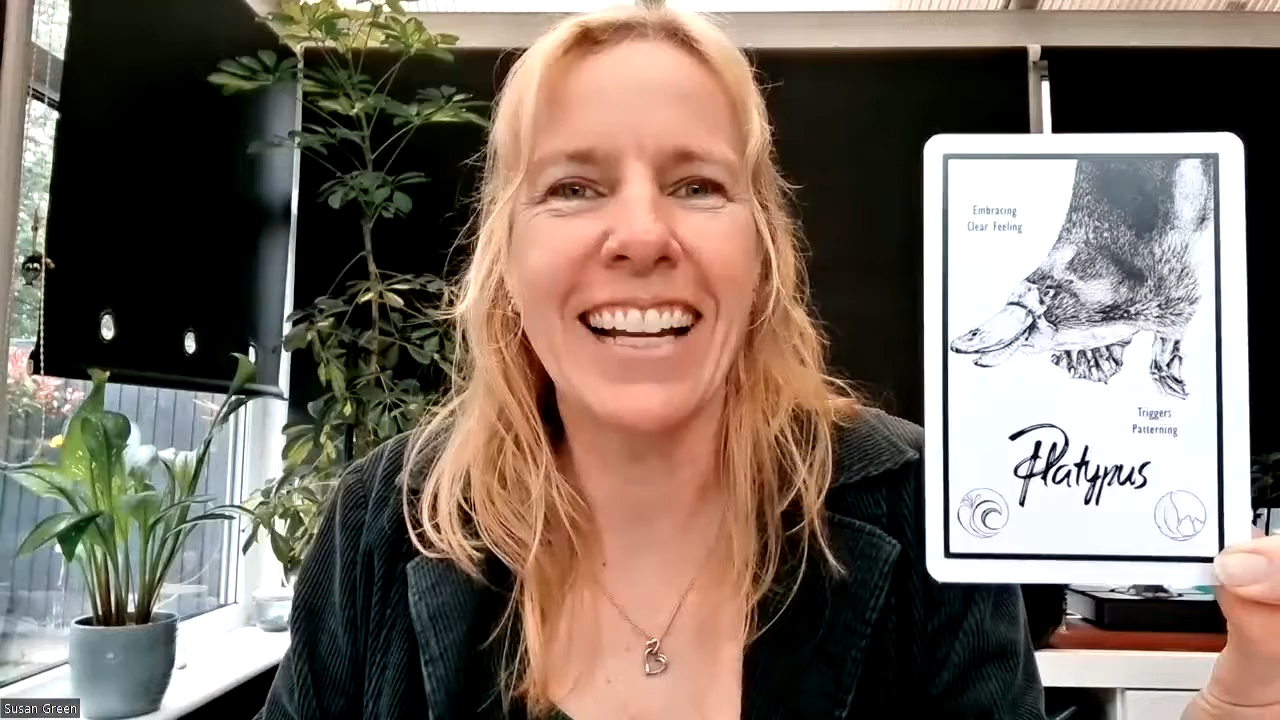 Embracing
Clear Feeling
Triggers
Patterning
Platypus
Susan Green